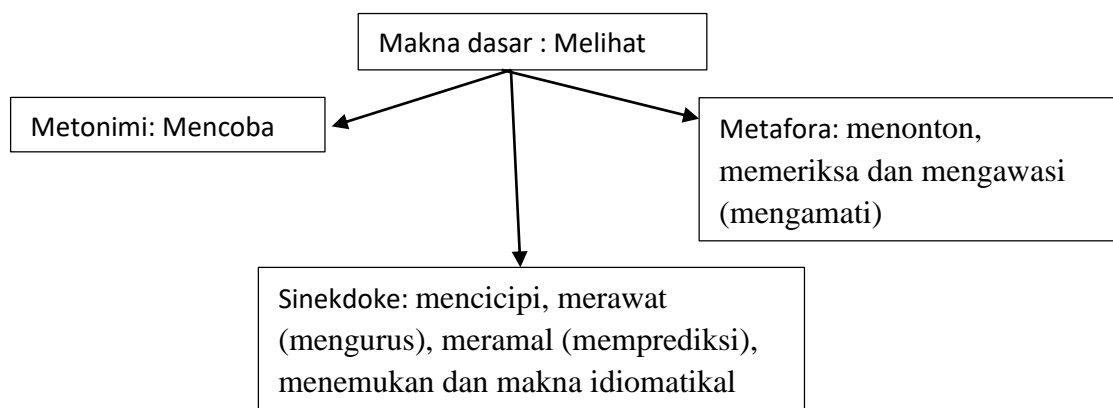 Makna dasar : Melihat
Metonimi: Mencoba
Metafora: menonton,
memeriksa dan mengawasi
(mengamati)
Sinekdoke: mencicipi, merawat
(mengurus), meramal (memprediksi),
menemukan dan makna idiomatikal